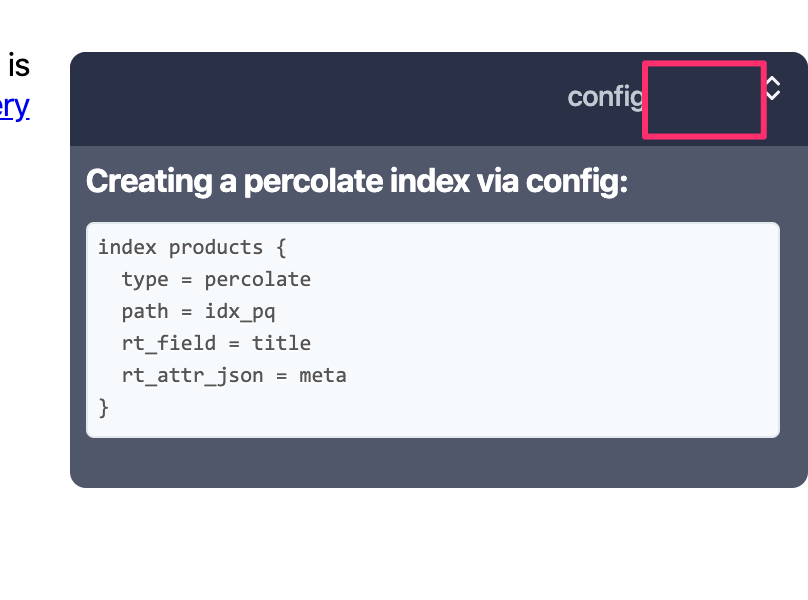 is
ery
config
Creating a percolate index via config:
index products {
  type = percolate
  path = idx_pq
  rt_field = title
  rt_attr_json = meta
}